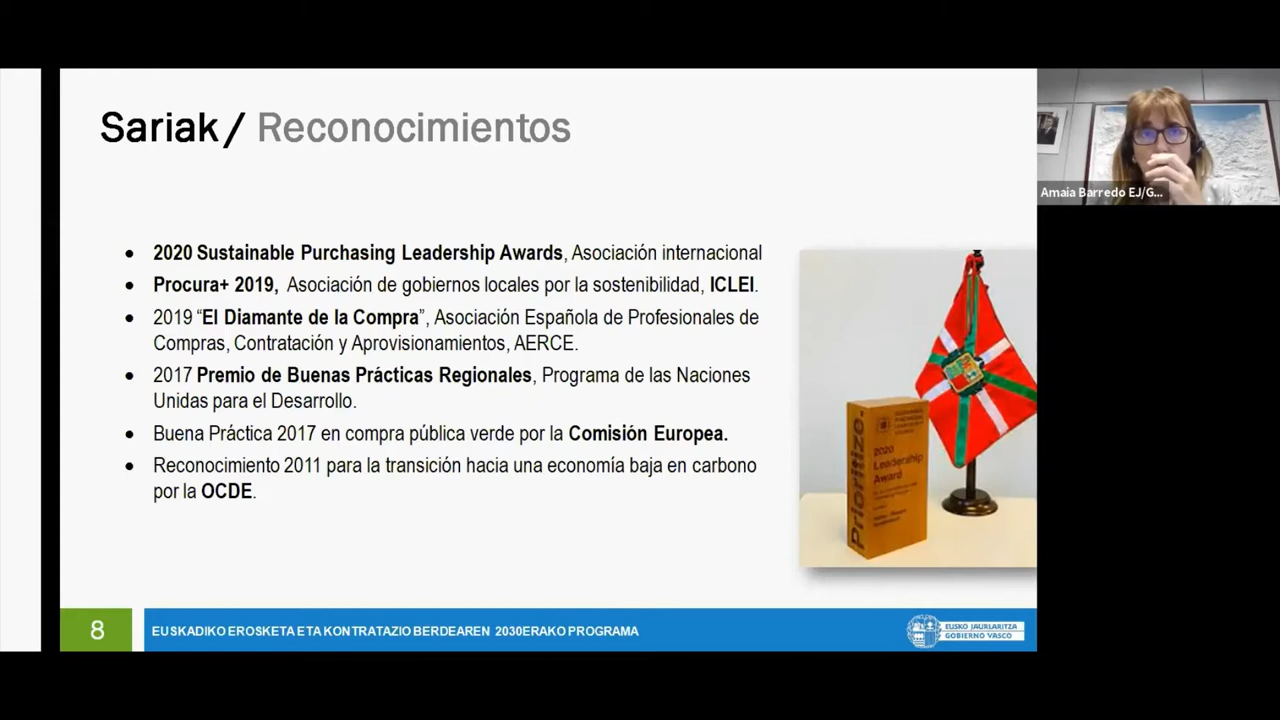 Sariak / Reconocimientos
• 2020 Sustainable Purchasing Leadership Awards, Asociación internacional
• Procura+ 2019, Asociación de gobiernos locales por la sostenibilidad, ICLEI.
• 2019 “El Diamante de la Compra”, Asociación Española de Profesionales de
Compras, Contratación y Aprovisionamientos, AERCE.
• 2017 Premio de Buenas Prácticas Regionales, Programa de las Naciones
Unidas para el Desarrollo.
• Buena Práctica 2017 en compra pública verde por la Comisión Europea.
• Reconocimiento 2011 para la transición hacia una economía baja en carbono
por la OCDE.
Prioritize.
2020
Leadership
Award
8
EUSKADIKO EROSKETA ETA KONTRATAZIO BERDEAREN 2030ERAKO PROGRAMA
EUSKO JAURLARITZA
GOBIERNO VASCO
Amaia Barredo EJ/G...